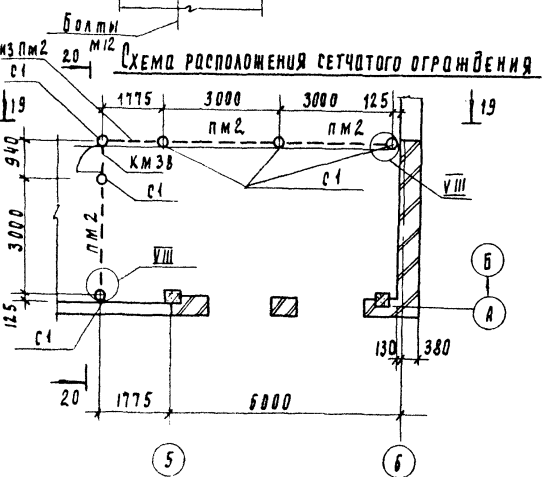 Болты
М12
Схема расположения сетчатого ограждения
из ПМ2
20
С1
19
1775
3000
3000
125
19
ПМ2
ПМ2
940
КМ3В
С1
VIII
С1
3000
ПМ2
VIII
Б
А
125
С1
130
380
20
1775
6000
5
6